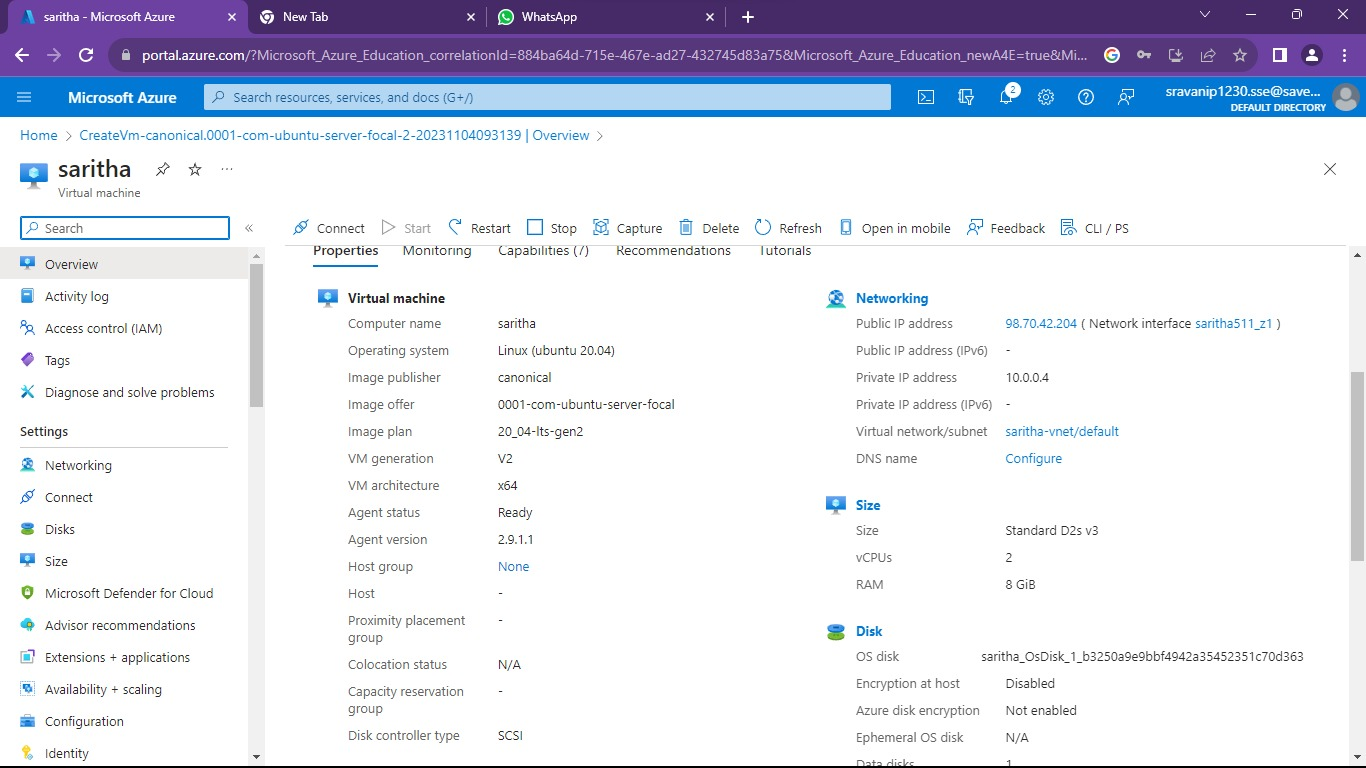 saritha - Microsoft Azure
New Tab
WhatsApp
portal.azure.com/?Microsoft_Azure_Education_correlationId=884ba64d-715e-467e-ad27-432745d83a75&Microsoft_Azure_Education_newA4E=true&Mi...
Microsoft Azure
Search resources, services, and docs (G+/)
2
sravanip1230.sse@save...
DEFAULT DIRECTORY
Home > CreateVm-canonical.0001-com-ubuntu-server-focal-2-20231104093139 | Overview >
saritha
Virtual machine
Search
Connect Start Restart Stop Capture Delete Refresh Open in mobile Feedback CLI / PS
Overview
Activity log
Access control (IAM)
Tags
Diagnose and solve problems
Settings
Networking
Connect
Disks
Size
Microsoft Defender for Cloud
Advisor recommendations
Extensions + applications
Availability + scaling
Configuration
Identity
Properties Monitoring Capabilities (7) Recommendations Tutorials
Virtual machine
Computer name saritha
Operating system Linux (ubuntu 20.04)
Image publisher canonical
Image offer 0001-com-ubuntu-server-focal
Image plan 20_04-lts-gen2
VM generation V2
VM architecture x64
Agent status Ready
Agent version 2.9.1.1
Host group None
Host -
Proximity placement -
group
Colocation status N/A
Capacity reservation -
group
Disk controller type SCSI
Networking
Public IP address 98.70.42.204 ( Network interface saritha511_z1 )
Public IP address (IPv6) -
Private IP address 10.0.0.4
Private IP address (IPv6) -
Virtual network/subnet saritha-vnet/default
DNS name Configure
Size
Size Standard D2s v3
vCPUs 2
RAM 8 GiB
Disk
OS disk saritha_OsDisk_1_b3250a9e9bbf4942a35452351c70d363
Encryption at host Disabled
Azure disk encryption Not enabled
Ephemeral OS disk N/A
Data disks 1